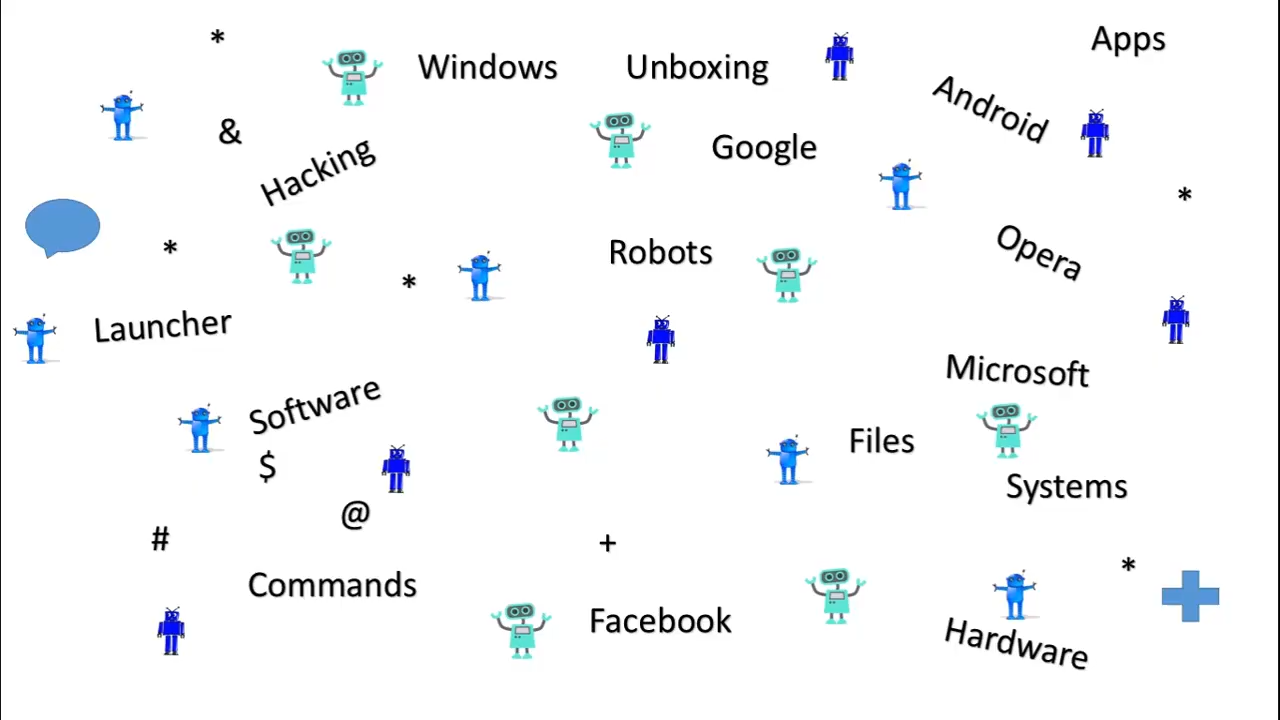 *
Apps
Windows
Unboxing
Android
&
Google
Hacking
*
*
Robots
Opera
*
Launcher
Microsoft
Software
Files
$
Systems
@
#
+
*
Commands
Facebook
Hardware